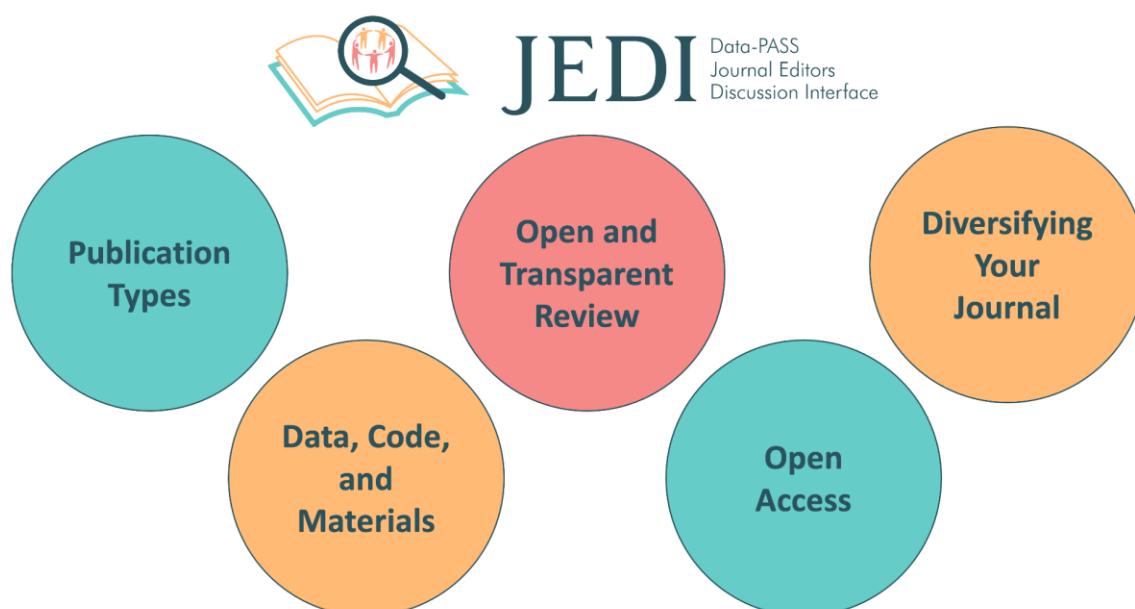 JEDI
Data-PASS
Journal Editors
Discussion Interface
Publication
Types
Data, Code,
and
Materials
Open and
Transparent
Review
Open
Access
Diversifying
Your
Journal